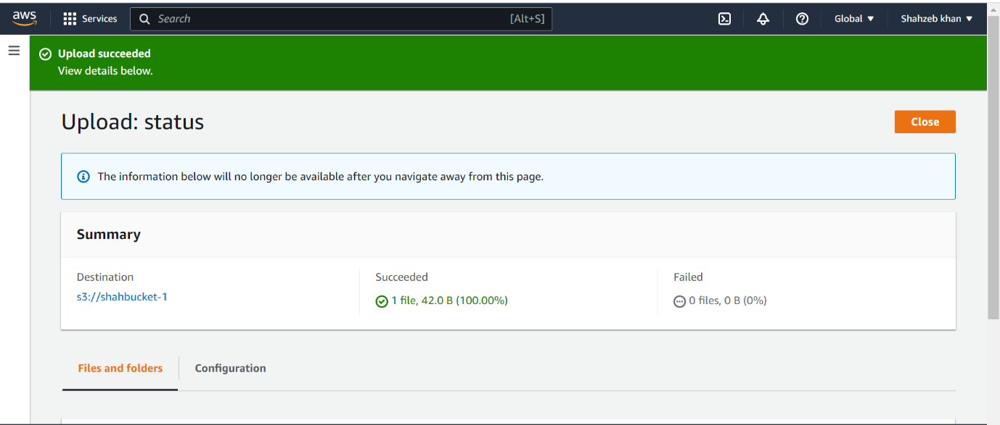 aws Services Search [Alt+S] Global Shahzeb khan
Upload succeeded
View details below.
Upload: status
Close
The information below will no longer be available after you navigate away from this page.
Summary
Destination
s3://shahbucket-1
Succeeded
1 file, 42.0 B (100.00%)
Failed
0 files, 0 B (0%)
Files and folders
Configuration